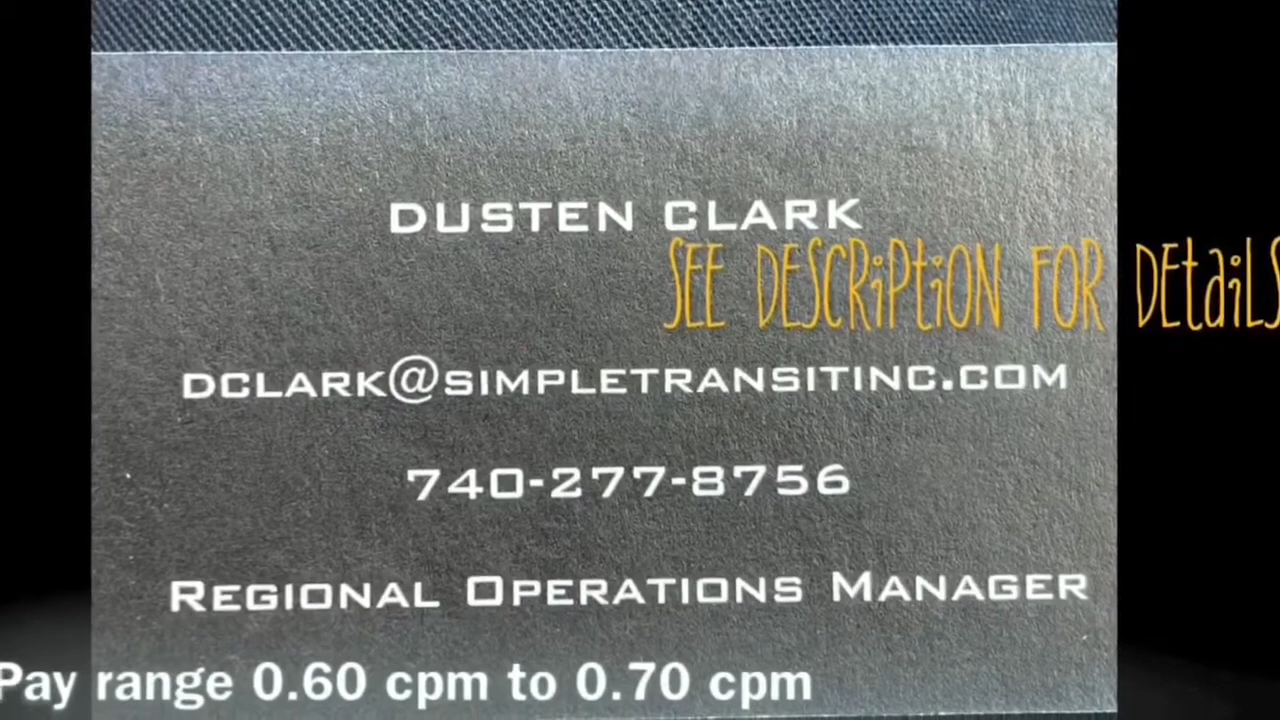 DUSTEN CLARK
SEE DESCRiPtiON FOR DEtaiLS
DCLARK@SIMPLETRANSITINC.COM
740-277-8756
REGIONAL OPERATIONS MANAGER
Pay range 0.60 cpm to 0.70 cpm